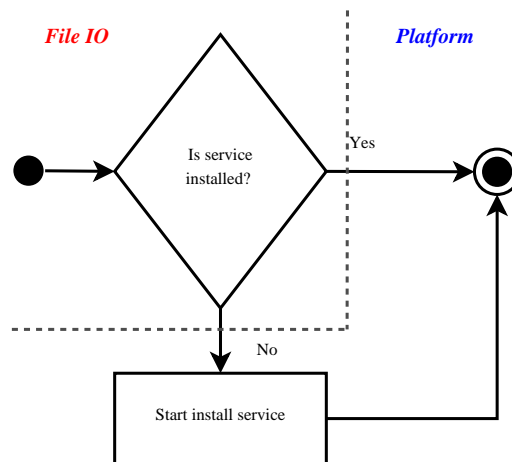 File IO
Platform
Is service
installed?
Yes
No
Start install service